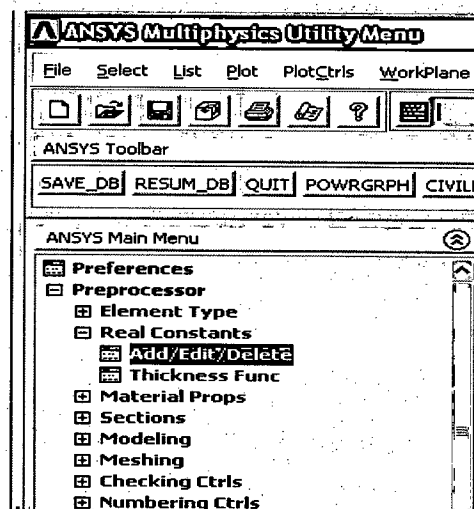 ANSYS Multiphysics Utility Menu
File Select List Plot PlotCtrls WorkPlane
ANSYS Toolbar
SAVE_DB RESUM_DB QUIT POWRGRPH
ANSYS Main Menu
Preferences
Preprocessor
Element Type
Real Constants
Add/Edit/Delete
Thickness Func
Material Props
Sections
Modeling
Meshing
Checking Ctrls
Numbering Ctrls